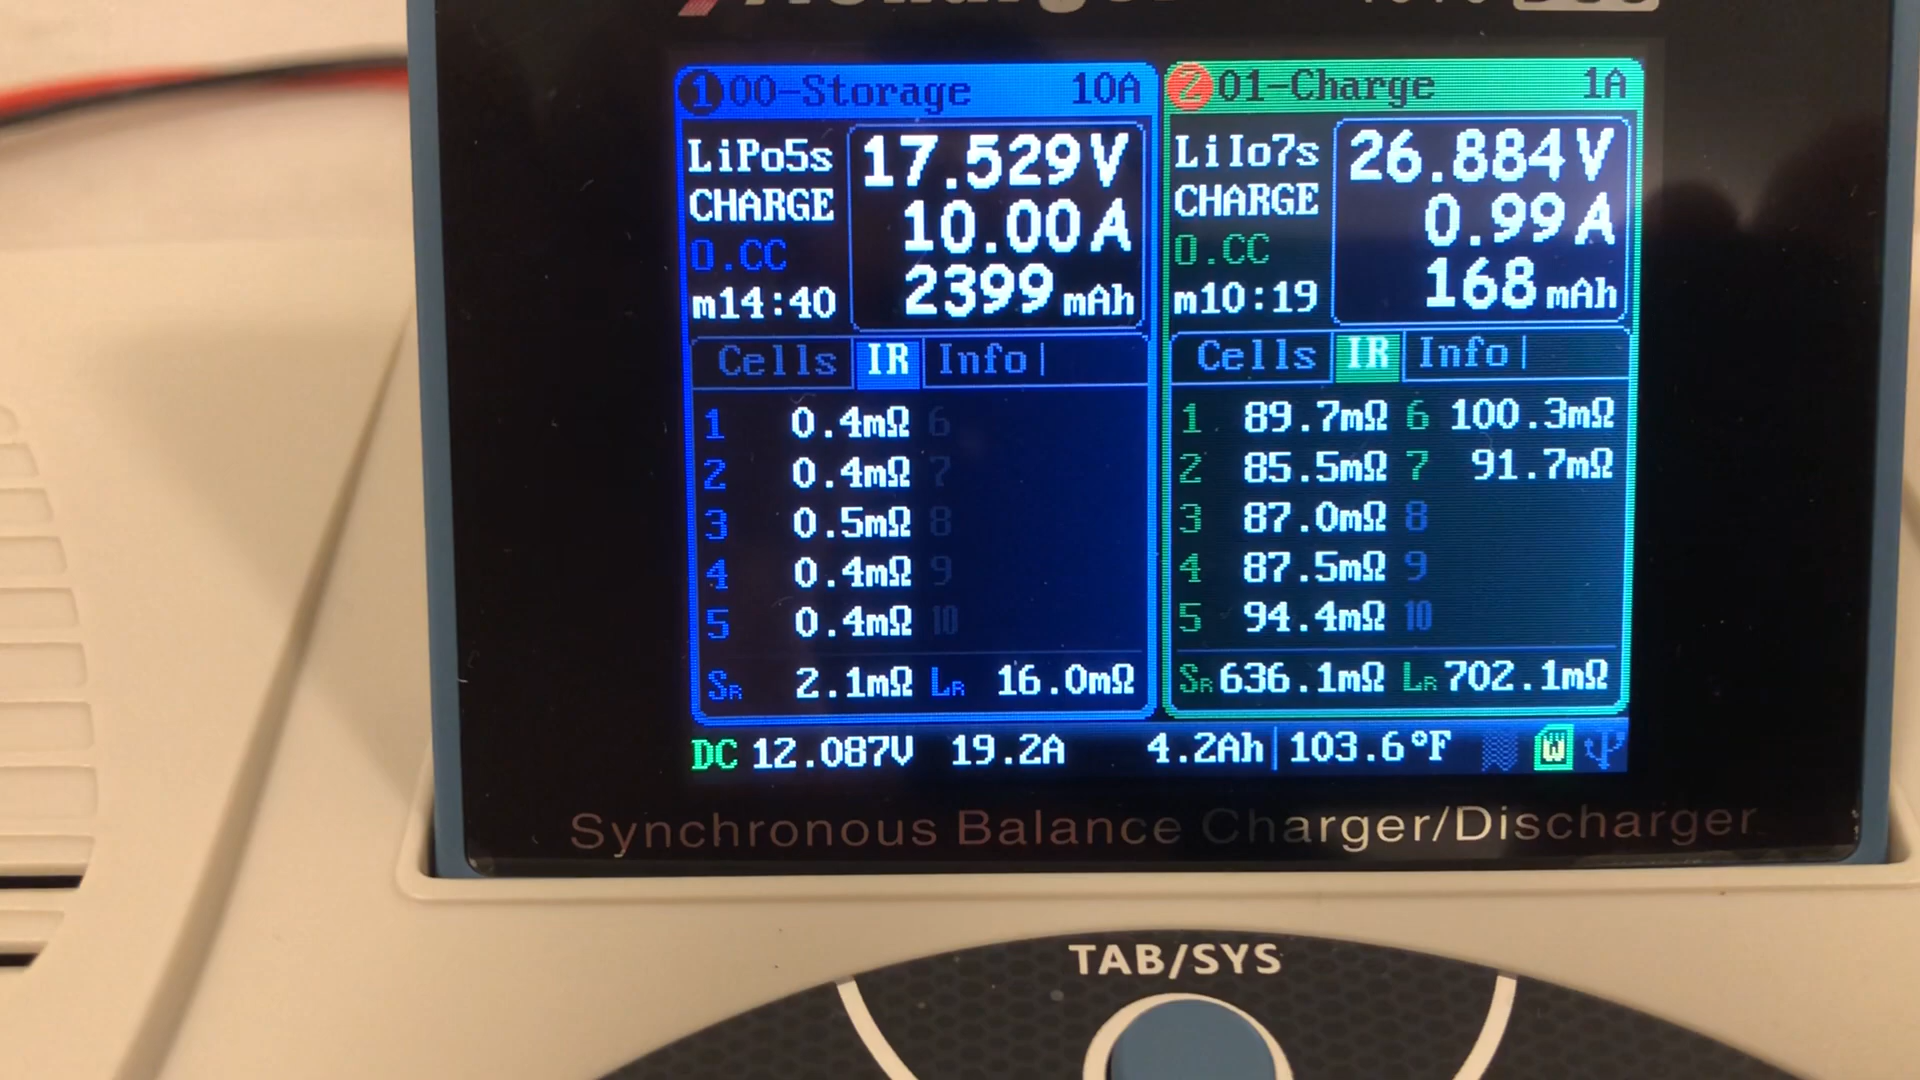 1 00-Storage 10A
LiPo5s 17.529V
CHARGE 10.00A
0.CC 2399 mAh
m14:40
Cells IR Info
1 0.4mΩ 6
2 0.4mΩ 7
3 0.5mΩ 8
4 0.4mΩ 9
5 0.4mΩ 10
SR 2.1mΩ LR 16.0mΩ
2 01-Charge 1A
LiIo7s 26.884V
CHARGE 0.99A
0.CC 168 mAh
m10:19
Cells IR Info
1 89.7mΩ 6 100.3mΩ
2 85.5mΩ 7 91.7mΩ
3 87.0mΩ 8
4 87.5mΩ 9
5 94.4mΩ 10
SR 636.1mΩ LR 702.1mΩ
DC 12.087V 19.2A 4.2Ah 103.6°F W
Synchronous Balance Charger/Discharger
TAB/SYS